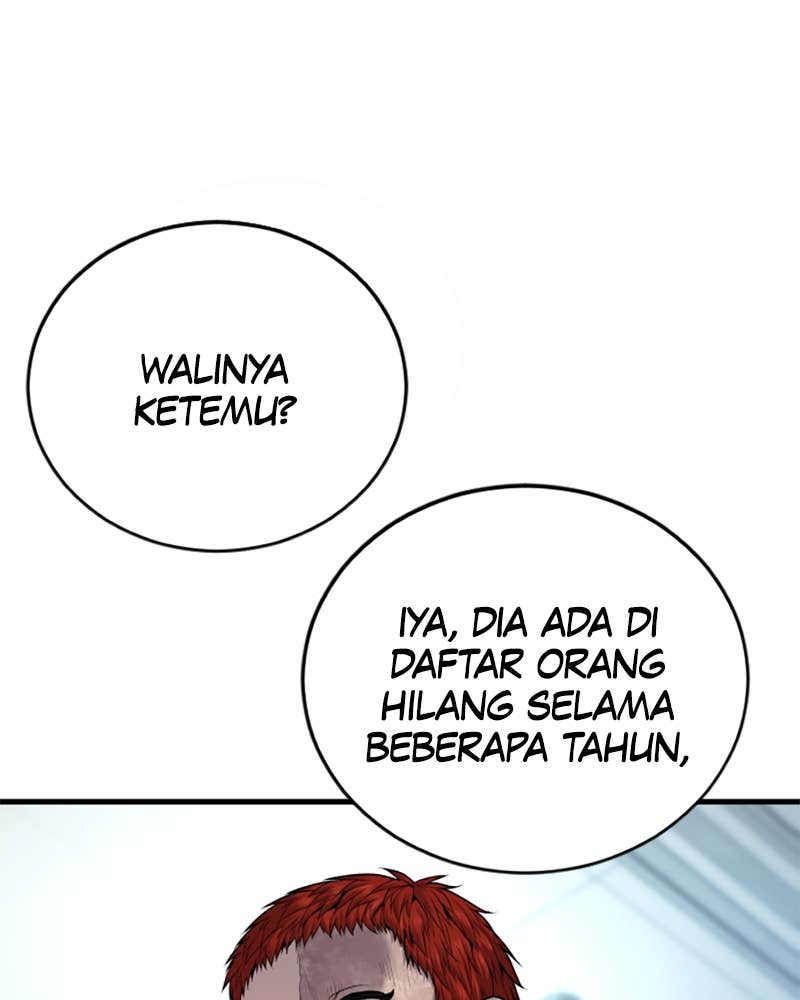 WALINYA
KETEMU?
IYA, DIA ADA DI
DAFTAR ORANG
HILANG SELAMA
BEBERAPA TAHUN,